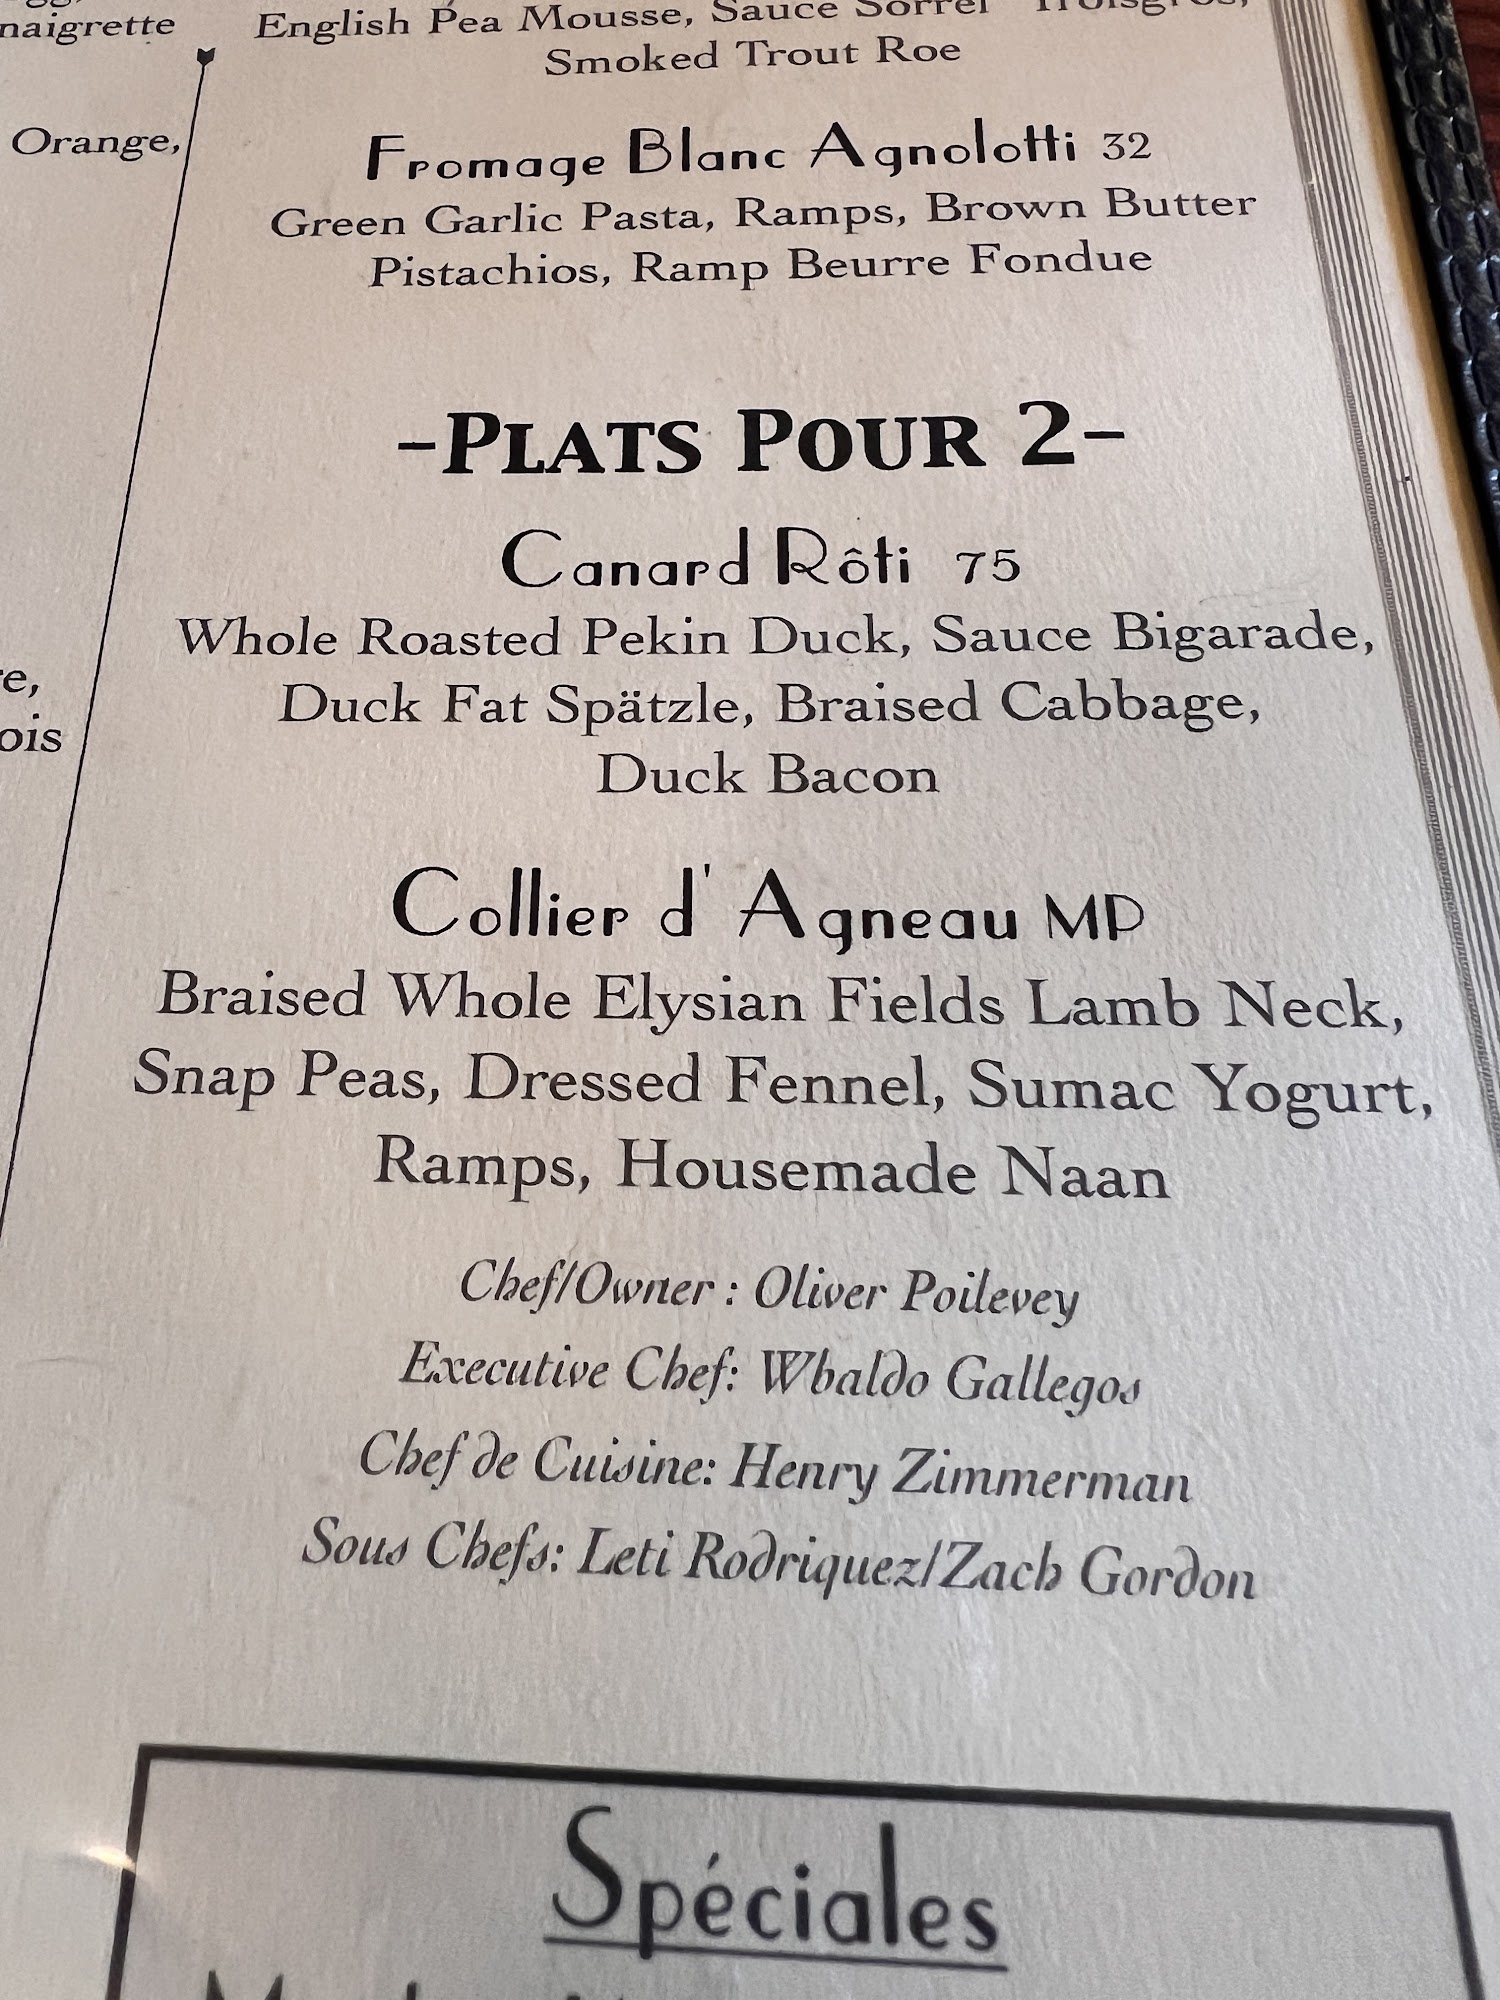 naigrette
Orange,
ois
English Pea Mousse, Sauce Sorrel
Smoked Trout Roe
Fromage Blanc Agnolotti 32
Green Garlic Pasta, Ramps, Brown Butter
Pistachios, Ramp Beurre Fondue
-PLATS POUR 2-
Canard Rôti 75
Whole Roasted Pekin Duck, Sauce Bigarade,
Duck Fat Spätzle, Braised Cabbage,
Duck Bacon
Collier d' Agneau MP
Braised Whole Elysian Fields Lamb Neck,
Snap Peas, Dressed Fennel, Sumac Yogurt,
Ramps, Housemade Naan
Chef/Owner : Oliver Poilevey
Executive Chef: Wbaldo Gallegos
Chef de Cuisine: Henry Zimmerman
Sous Chefs: Leti Rodriquez/Zach Gordon
Spéciales